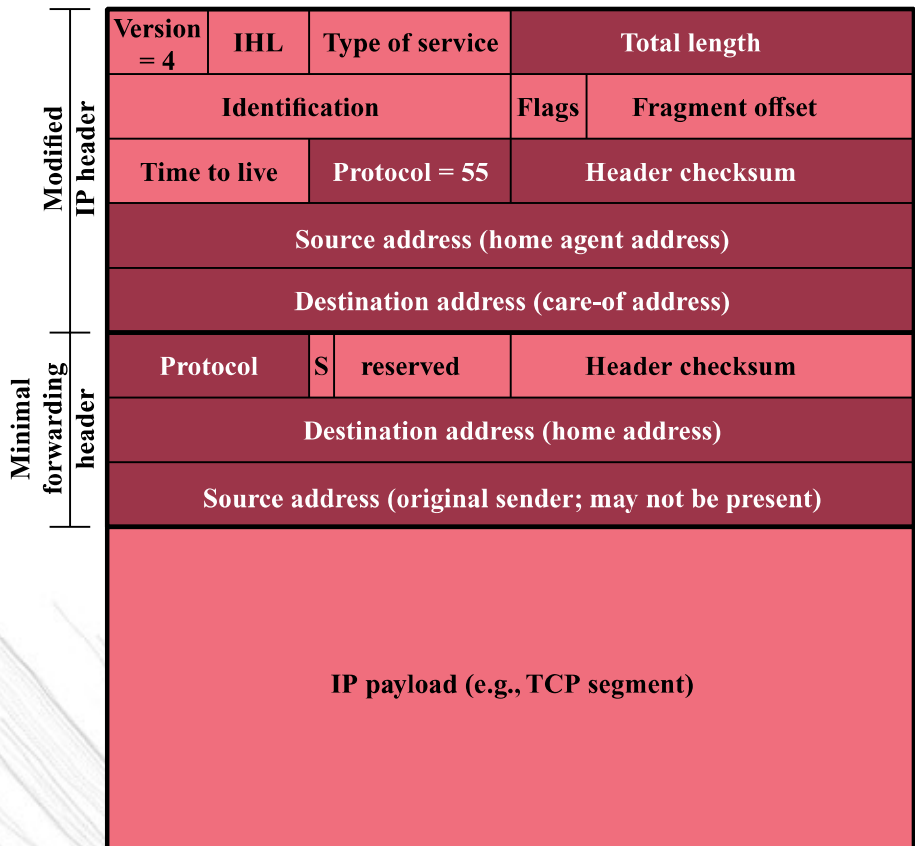 Version
= 4
IHL
Type of service
Total length
Identification
Flags
Fragment offset
Time to live
Protocol = 55
Header checksum
Source address (home agent address)
Destination address (care-of address)
Modified
IP header
Protocol
S
reserved
Header checksum
Destination address (home address)
Source address (original sender; may not be present)
Minimal
forwarding
header
IP payload (e.g., TCP segment)